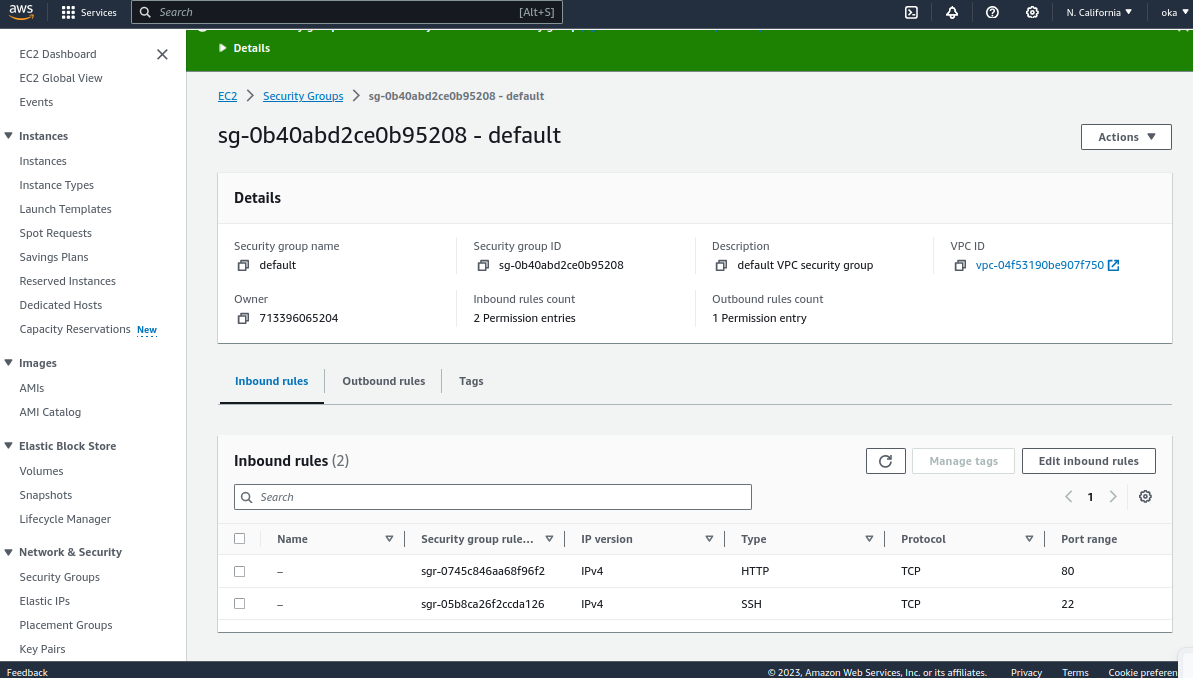 aws
Services
Search [Alt+S]
N. California
oka
EC2 Dashboard
EC2 Global View
Events
Instances
Instances
Instance Types
Launch Templates
Spot Requests
Savings Plans
Reserved Instances
Dedicated Hosts
Capacity Reservations New
Images
AMIs
AMI Catalog
Elastic Block Store
Volumes
Snapshots
Lifecycle Manager
Network & Security
Security Groups
Elastic IPs
Placement Groups
Key Pairs
Details
EC2 > Security Groups > sg-0b40abd2ce0b95208 - default
sg-0b40abd2ce0b95208 - default
Actions
Details
Security group name
default
Security group ID
sg-0b40abd2ce0b95208
Description
default VPC security group
VPC ID
vpc-04f53190be907f750
Owner
713396065204
Inbound rules count
2 Permission entries
Outbound rules count
1 Permission entry
Inbound rules
Outbound rules
Tags
Inbound rules (2)
Manage tags
Edit inbound rules
Search
1
Name Security group rule... IP version Type Protocol Port range
– sgr-0745c846aa68f96f2 IPv4 HTTP TCP 80
– sgr-05b8ca26f2ccda126 IPv4 SSH TCP 22
Feedback
© 2023, Amazon Web Services, Inc. or its affiliates.
Privacy
Terms
Cookie preferen